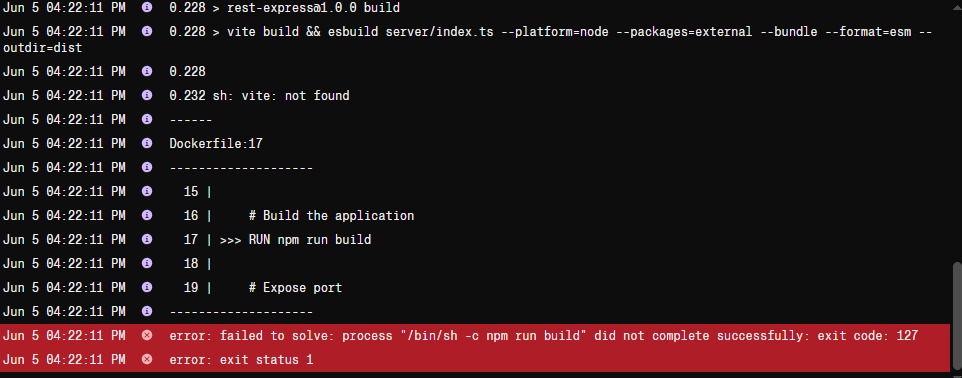 Jun 5 04:22:11 PM 0.228 > rest-express@1.0.0 build
Jun 5 04:22:11 PM 0.228 > vite build && esbuild server/index.ts --platform=node --packages=external --bundle --format=esm --
outdir=dist
Jun 5 04:22:11 PM 0.228
Jun 5 04:22:11 PM 0.232 sh: vite: not found
Jun 5 04:22:11 PM ------
Jun 5 04:22:11 PM Dockerfile:17
Jun 5 04:22:11 PM --------------------
Jun 5 04:22:11 PM 15 |
Jun 5 04:22:11 PM 16 | # Build the application
Jun 5 04:22:11 PM 17 | >>> RUN npm run build
Jun 5 04:22:11 PM 18 |
Jun 5 04:22:11 PM 19 | # Expose port
Jun 5 04:22:11 PM --------------------
Jun 5 04:22:11 PM error: failed to solve: process "/bin/sh -c npm run build" did not complete successfully: exit code: 127
Jun 5 04:22:11 PM error: exit status 1